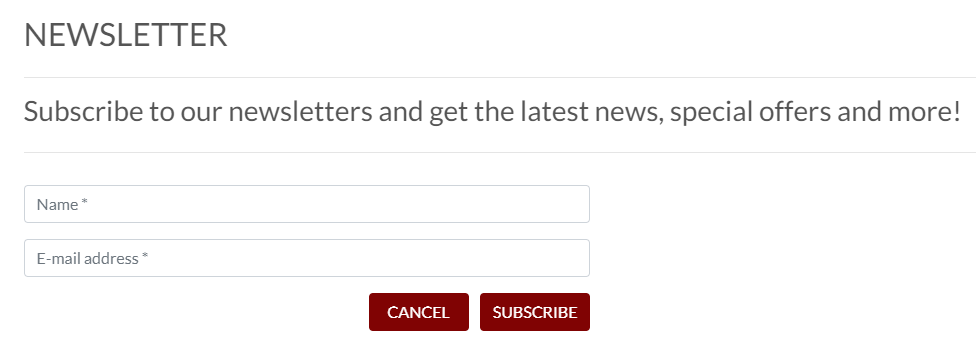 NEWSLETTER
Subscribe to our newsletters and get the latest news, special offers and more!
Name *
E-mail address *
CANCEL SUBSCRIBE